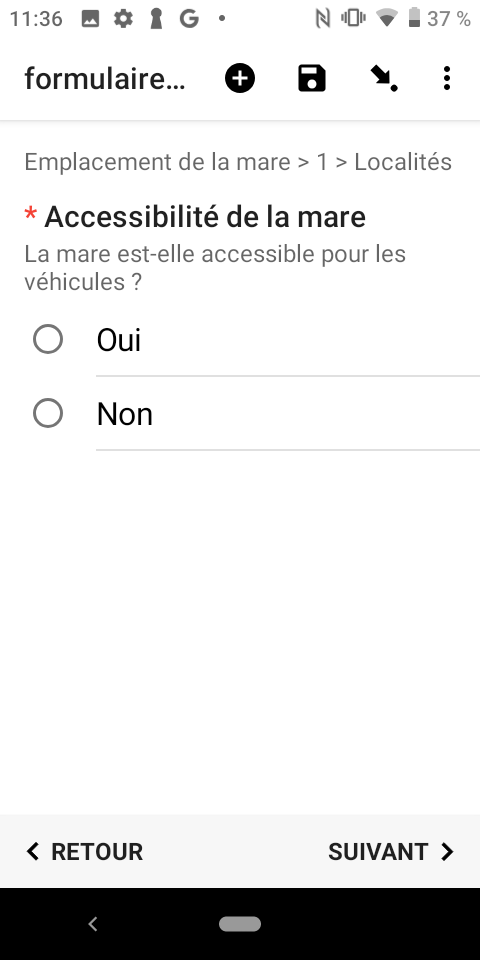 11:36
37 %
formulaire...
Emplacement de la mare > 1 > Localités
* Accessibilité de la mare
La mare est-elle accessible pour les
véhicules ?
Oui
Non
RETOUR
SUIVANT